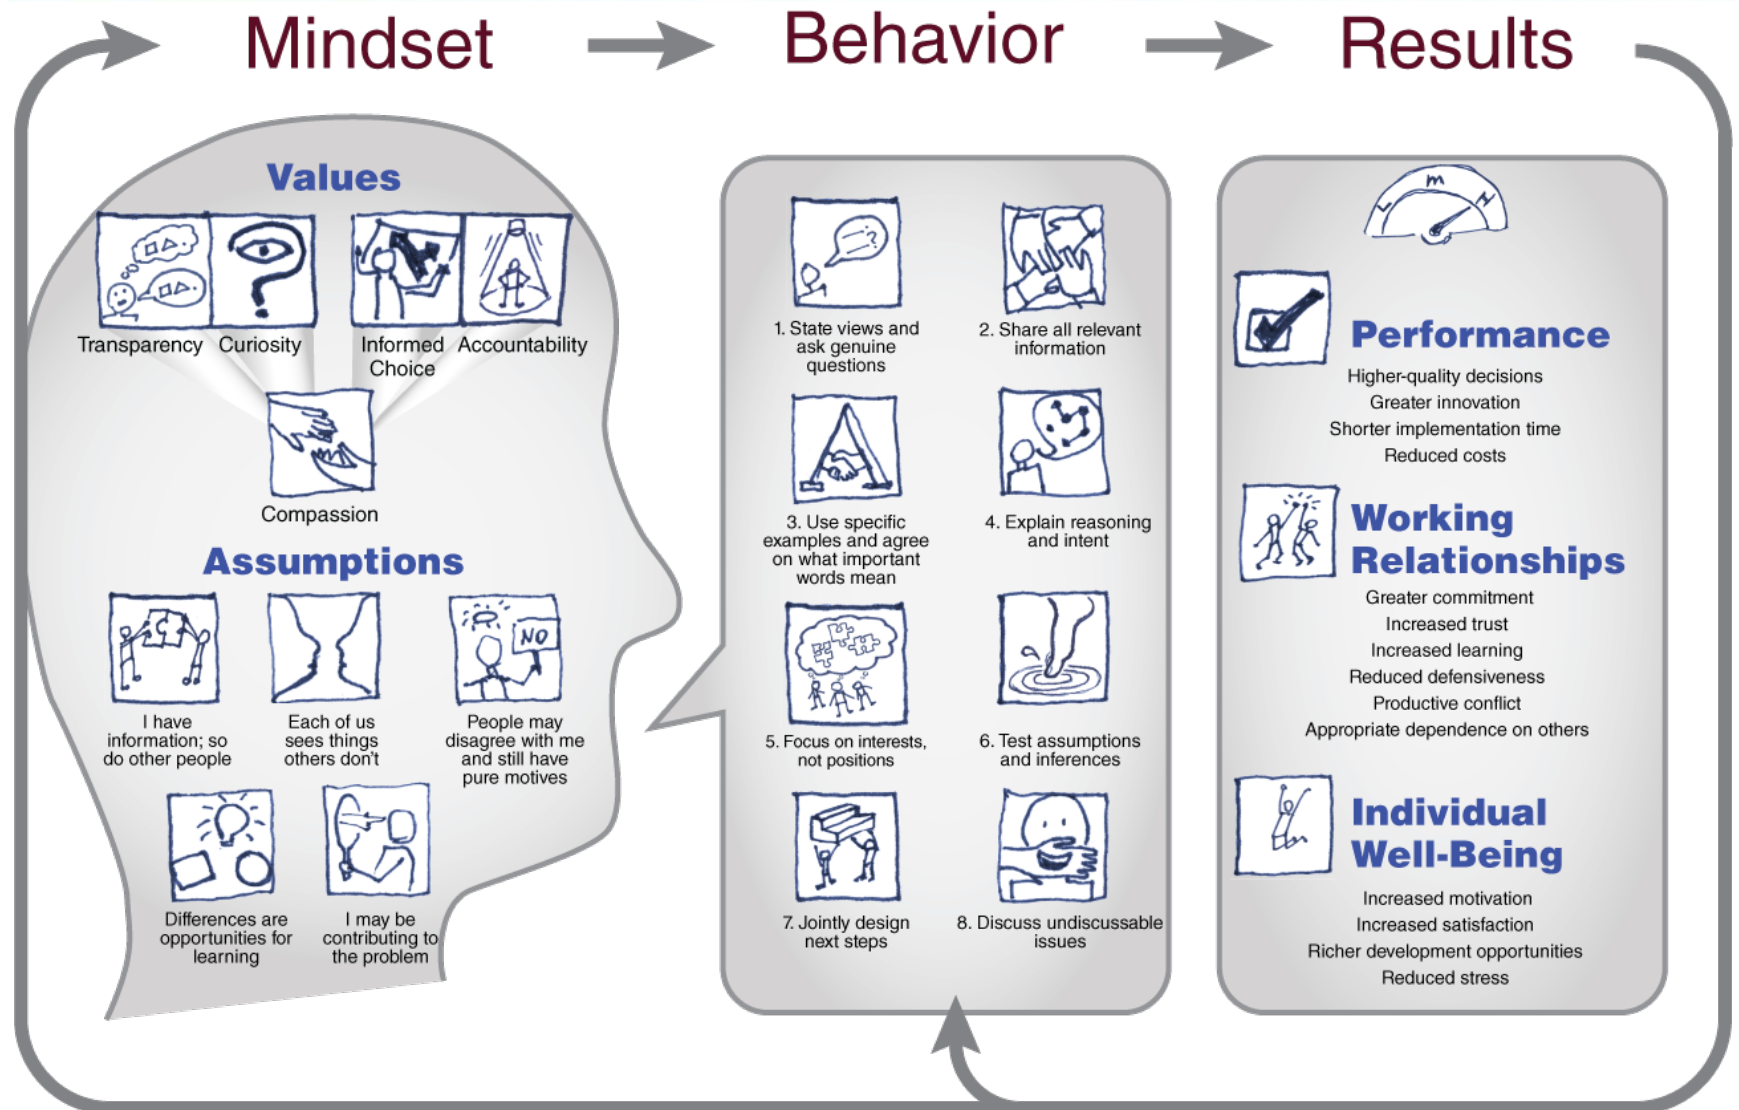 Mindset
Behavior
Results
Values
Transparency
Curiosity
Informed
Choice
Accountability
Compassion
Assumptions
NO
I have
information; so
do other people
Each of us
sees things
others don't
People may
disagree with me
and still have
pure motives
Differences are
opportunities for
learning
I may be
contributing to
the problem
?
1. State views and
ask genuine
questions
2. Share all relevant
information
3. Use specific
examples and agree
on what important
words mean
4. Explain reasoning
and intent
5. Focus on interests,
not positions
6. Test assumptions
and inferences
7. Jointly design
next steps
8. Discuss undiscussable
issues
L m H
Performance
Higher-quality decisions
Greater innovation
Shorter implementation time
Reduced costs
Working
Relationships
Greater commitment
Increased trust
Increased learning
Reduced defensiveness
Productive conflict
Appropriate dependence on others
Individual
Well-Being
Increased motivation
Increased satisfaction
Richer development opportunities
Reduced stress